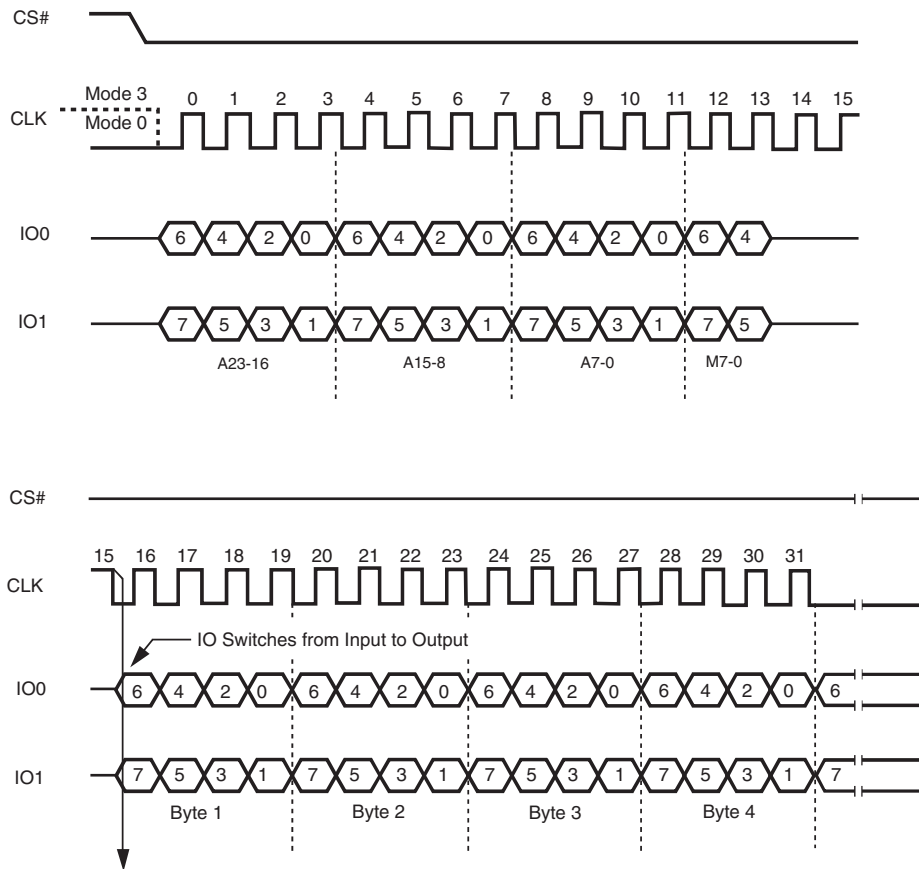 CS#
Mode 3
CLK
Mode 0
0 1 2 3 4 5 6 7 8 9 10 11 12 13 14 15
IO0 6 4 2 0 6 4 2 0 6 4 2 0 6 4
IO1 7 5 3 1 7 5 3 1 7 5 3 1 7 5
A23-16 A15-8 A7-0 M7-0
CS#
15 16 17 18 19 20 21 22 23 24 25 26 27 28 29 30 31
CLK
IO Switches from Input to Output
IO0 6 4 2 0 6 4 2 0 6 4 2 0 6 4 2 0 6
IO1 7 5 3 1 7 5 3 1 7 5 3 1 7 5 3 1 7
Byte 1 Byte 2 Byte 3 Byte 4